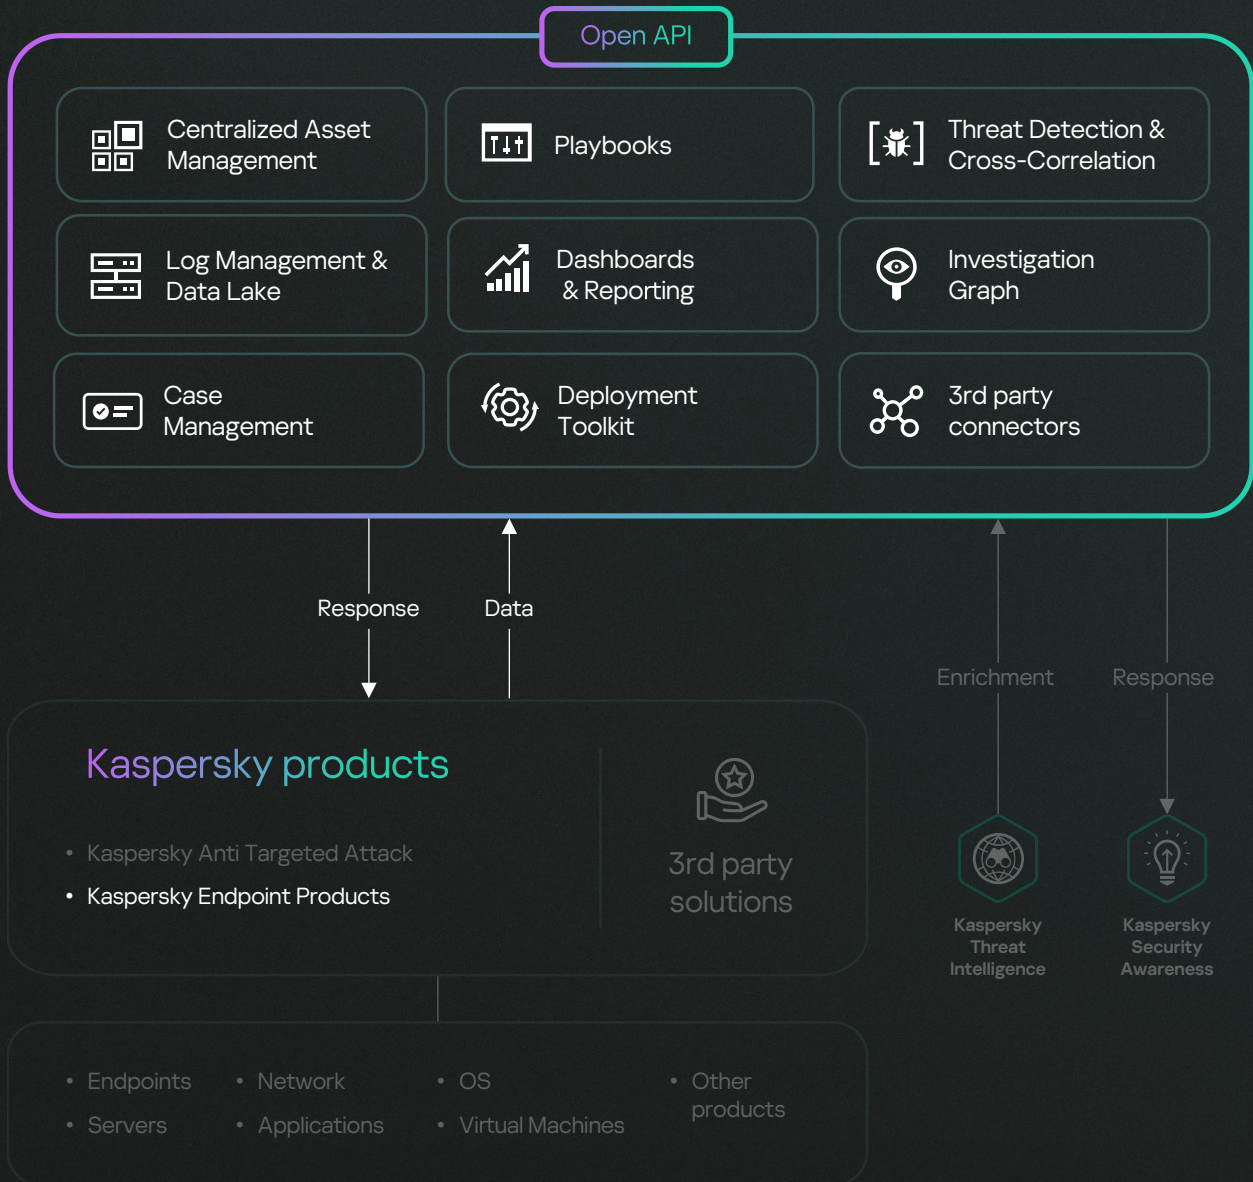 Open API
Centralized Asset
Management
Playbooks
Threat Detection &
Cross-Correlation
Log Management &
Data Lake
Dashboards
& Reporting
Investigation
Graph
Case
Management
Deployment
Toolkit
3rd party
connectors
Response
Data
Enrichment
Response
Kaspersky products
• Kaspersky Anti Targeted Attack
• Kaspersky Endpoint Products
3rd party
solutions
Kaspersky
Threat
Intelligence
Kaspersky
Security
Awareness
• Endpoints
• Servers
• Network
• Applications
• OS
• Virtual Machines
• Other
products